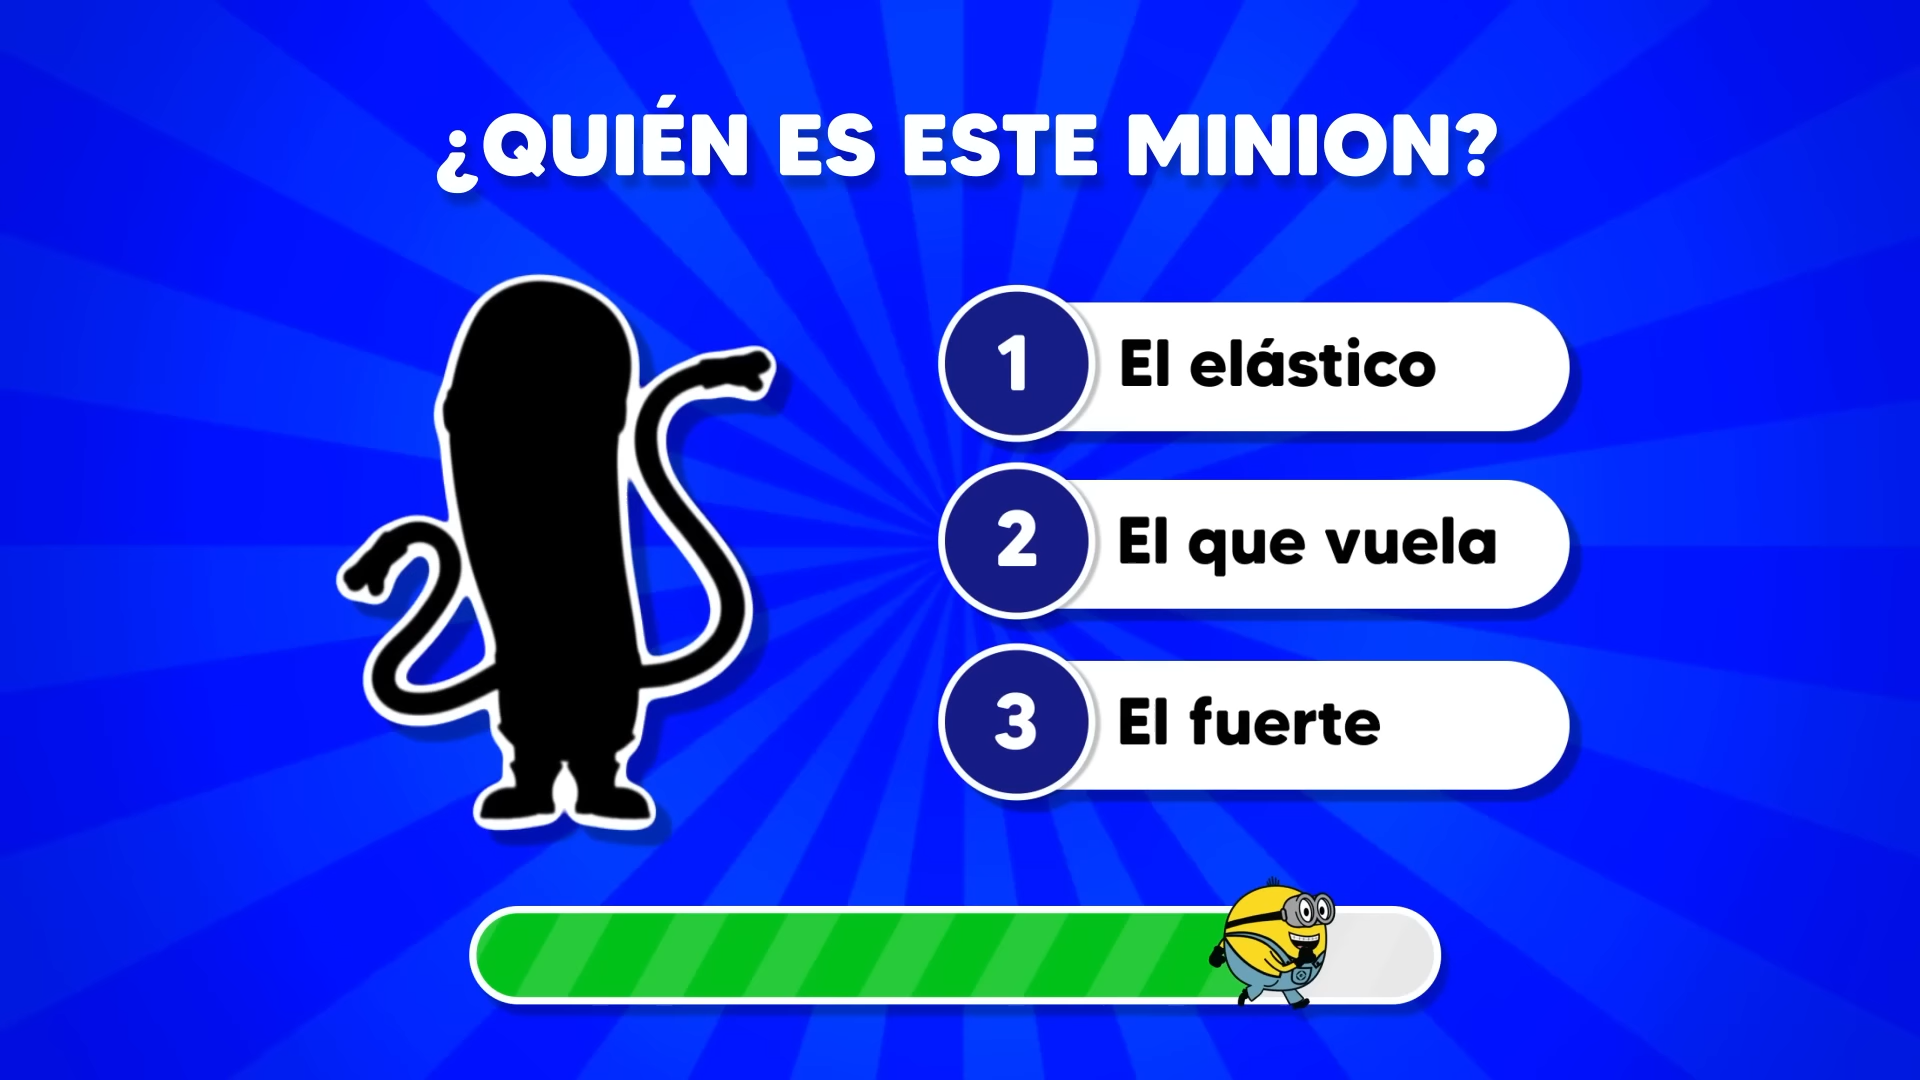 ¿QUIÉN ES ESTE MINION?
1 El elástico
2 El que vuela
3 El fuerte